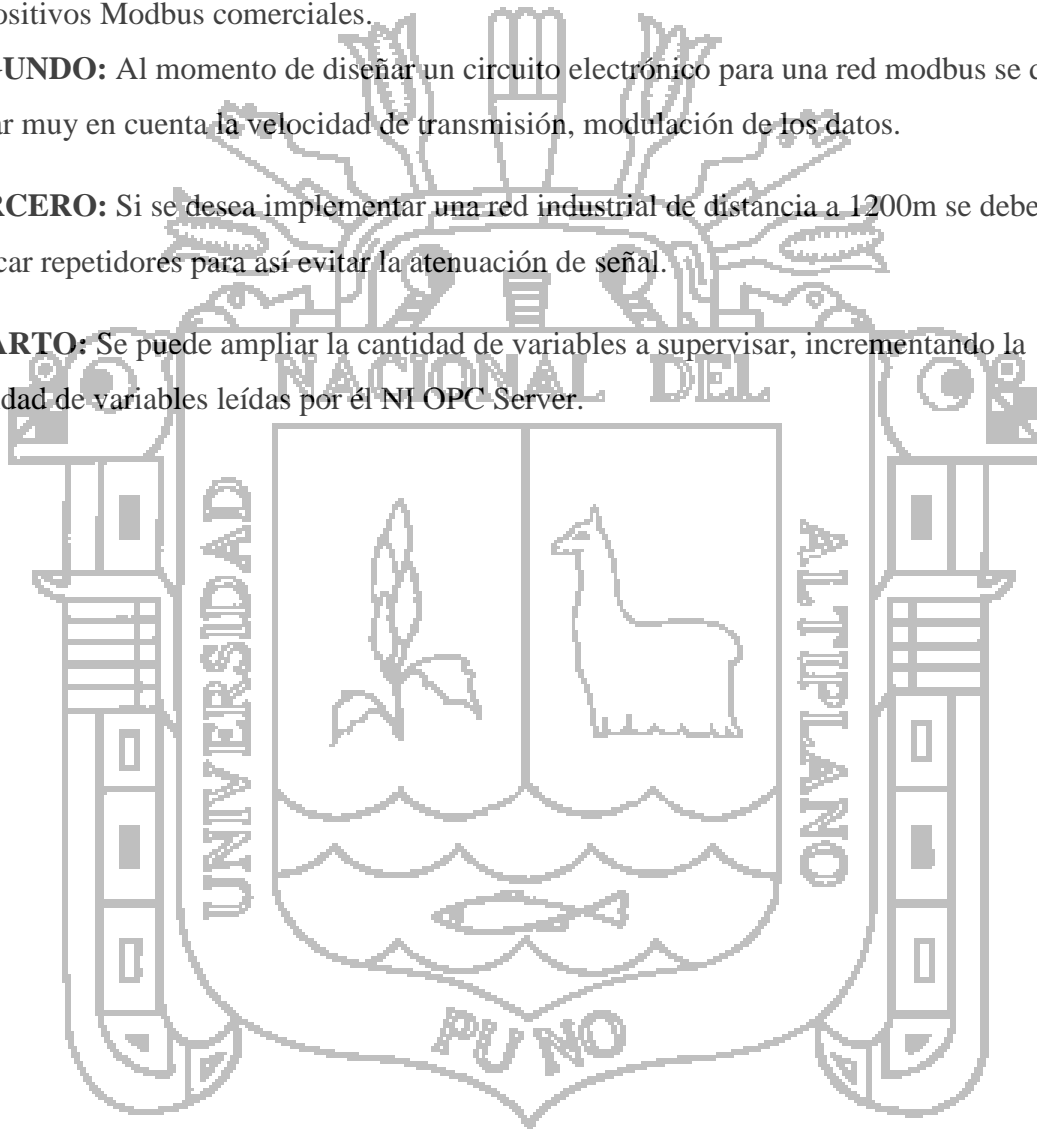 ositivos Modbus comerciales.
GUNDO: Al momento de diseñar un circuito electrónico para una red modbus se d
ar muy en cuenta la velocidad de transmisión, modulación de los datos.
RCERO: Si se desea implementar una red industrial de distancia a 1200m se debe
car repetidores para así evitar la atenuación de señal.
ARTO: Se puede ampliar la cantidad de variables a supervisar, incrementando la
idad de variables leídas por él NI OPC Server.
NACIONAL DEL
UNIVERSIDAD
ALTIPLANO
PUNO